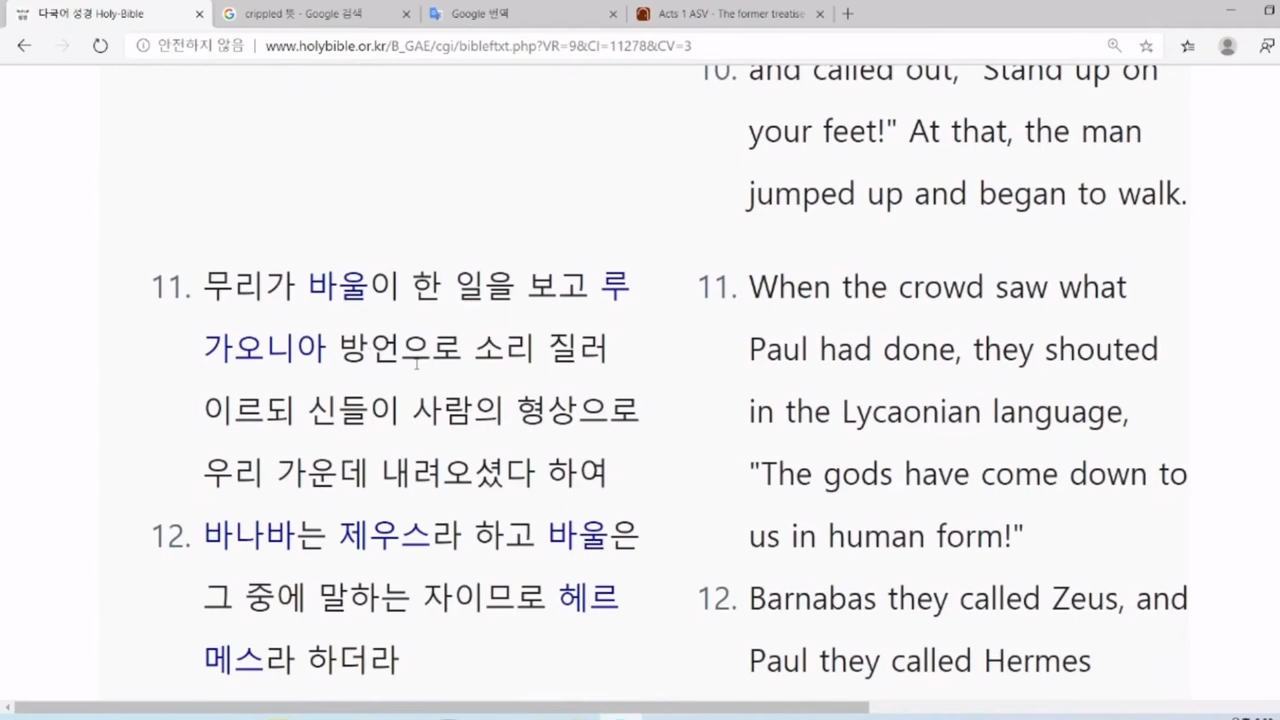 다국어 성경 Holy-Bible
crippled 뜻 - Google 검색
Google 번역
Acts 1 ASV - The former treatise
안전하지 않음 | www.holybible.or.kr/B_GAE/cgi/bibleftxt.php?VR=9&CI=11278&CV=3
11. 무리가 바울이 한 일을 보고 루
가오니아 방언으로 소리 질러
이르되 신들이 사람의 형상으로
우리 가운데 내려오셨다 하여
12. 바나바는 제우스라 하고 바울은
그 중에 말하는 자이므로 헤르
메스라 하더라
10. and called out, "Stand up on
your feet!" At that, the man
jumped up and began to walk.
11. When the crowd saw what
Paul had done, they shouted
in the Lycaonian language,
"The gods have come down to
us in human form!"
12. Barnabas they called Zeus, and
Paul they called Hermes